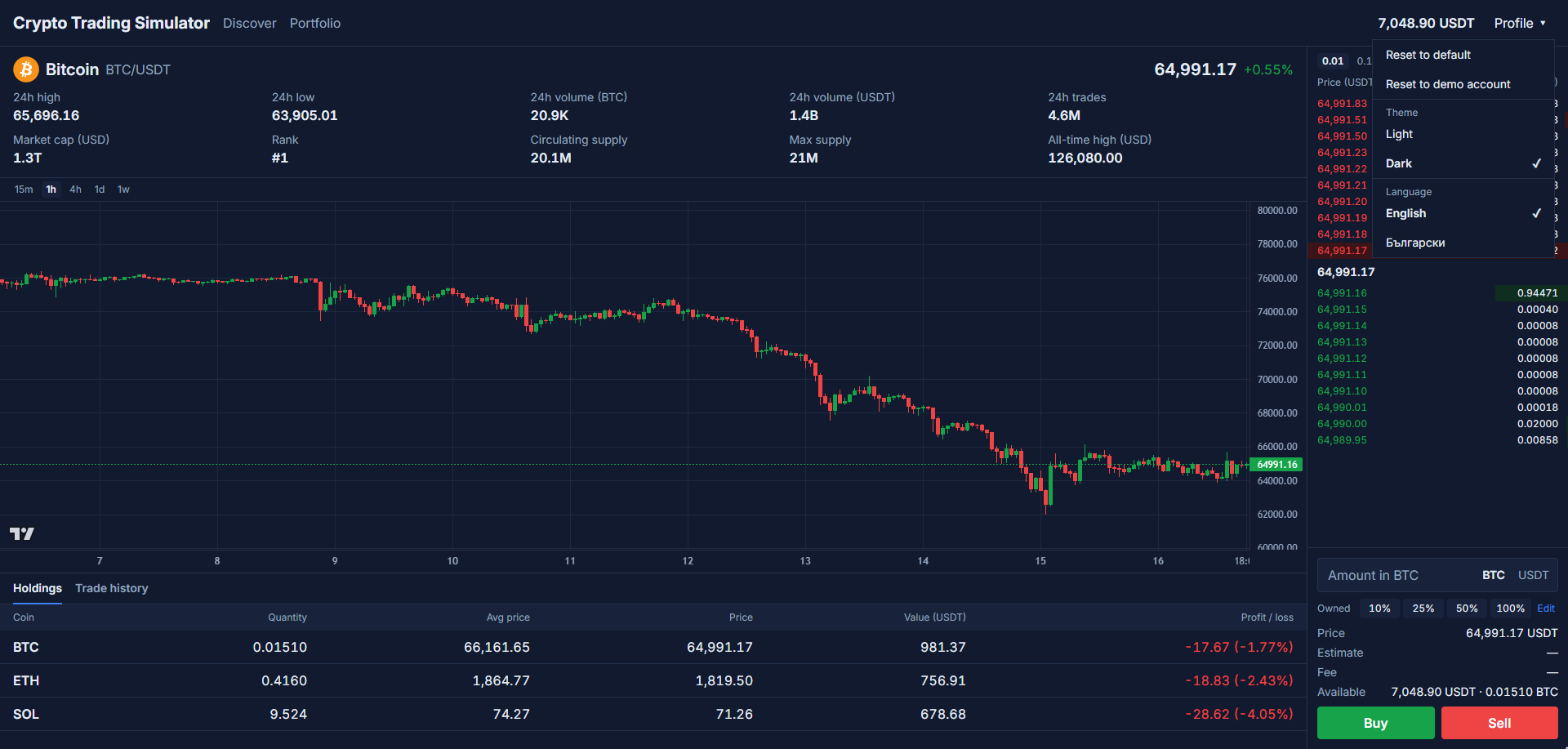 Crypto Trading Simulator Discover Portfolio 7,048.90 USDT Profile ▾
Bitcoin BTC/USDT 64,991.17 +0.55%
24h high 24h low 24h volume (BTC) 24h volume (USDT) 24h trades
65,696.16 63,905.01 20.9K 1.4B 4.6M
Market cap (USD) Rank Circulating supply Max supply All-time high (USD)
1.3T #1 20.1M 21M 126,080.00
15m 1h 4h 1d 1w
80000.00
78000.00
76000.00
74000.00
72000.00
70000.00
68000.00
66000.00
64991.16
64000.00
62000.00
60000.00
7 8 9 10 11 12 13 14 15 16
Holdings Trade history
Coin Quantity Avg price Price Value (USDT) Profit / loss
BTC 0.01510 66,161.65 64,991.17 981.37 -17.67 (-1.77%)
ETH 0.4160 1,864.77 1,819.50 756.91 -18.83 (-2.43%)
SOL 9.524 74.27 71.26 678.68 -28.62 (-4.05%)
Reset to default
Reset to demo account
Theme
Light
Dark ✓
Language
English ✓
Български
0.01 0.1
Price (USDT
64,991.83
64,991.51
64,991.50
64,991.23
64,991.22
64,991.21
64,991.20
64,991.19
64,991.18
64,991.17
64,991.17
64,991.16 0.94471
64,991.15 0.00040
64,991.14 0.00008
64,991.13 0.00008
64,991.12 0.00008
64,991.11 0.00008
64,991.10 0.00008
64,990.01 0.00018
64,990.00 0.02000
64,989.95 0.00858
Amount in BTC BTC USDT
Owned 10% 25% 50% 100% Edit
Price 64,991.17 USDT
Estimate —
Fee —
Available 7,048.90 USDT · 0.01510 BTC
Buy Sell